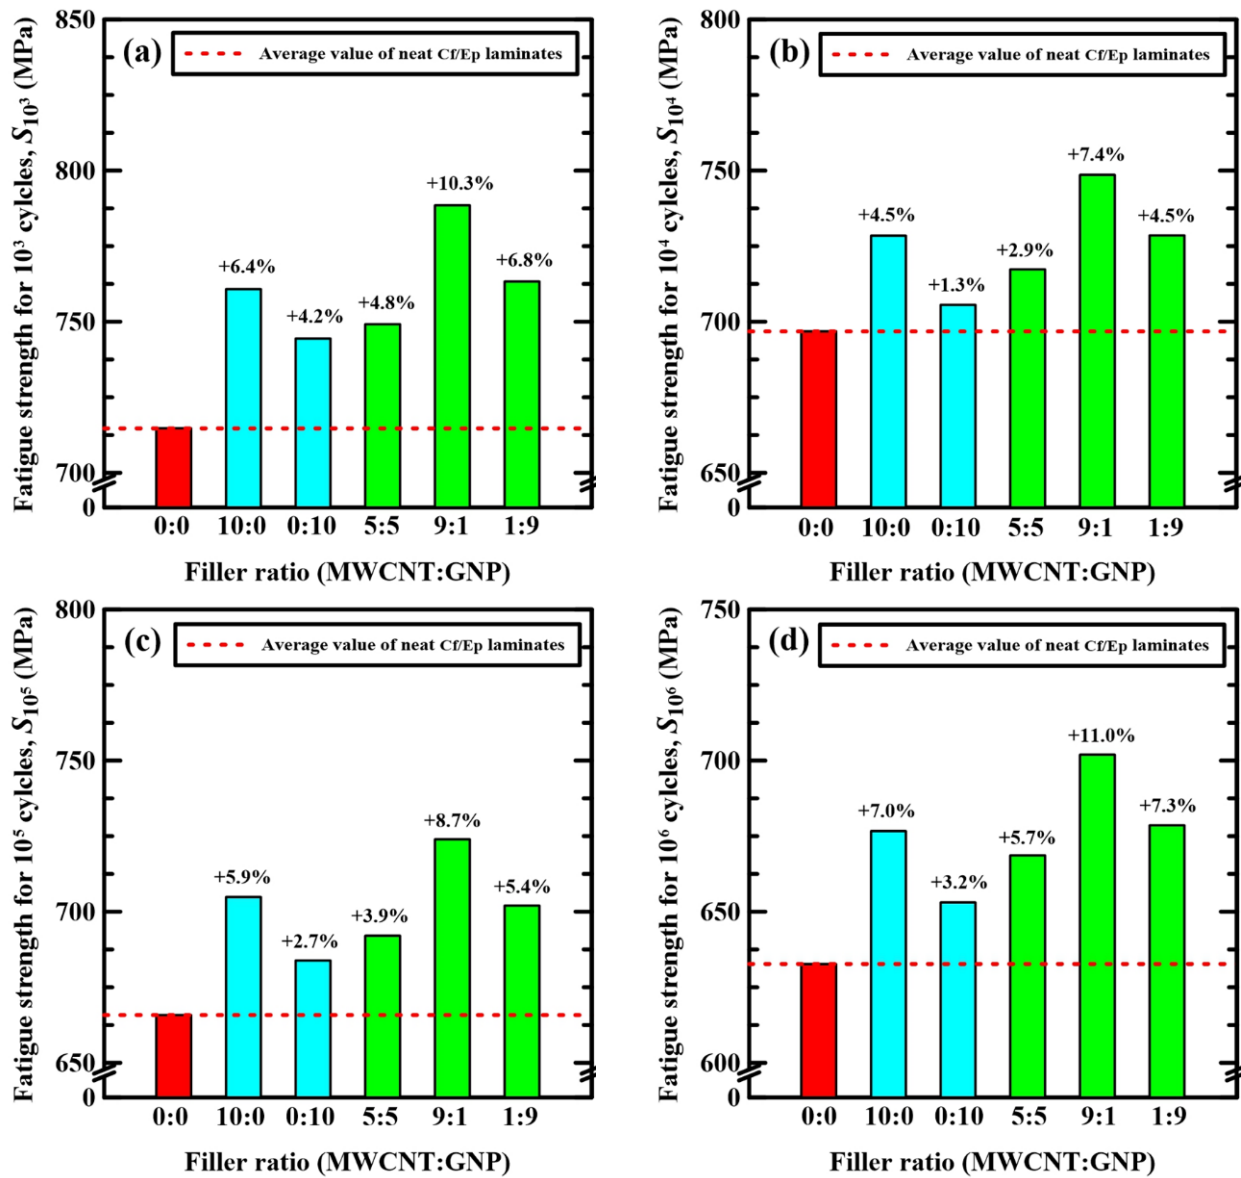 (a)
Average value of neat Cf/Ep laminates
Fatigue strength for 10³ cylcles, S10³ (MPa)
850
800
750
700
0
+6.4%
+4.2%
+4.8%
+10.3%
+6.8%
0:0 10:0 0:10 5:5 9:1 1:9
Filler ratio (MWCNT:GNP)
(b)
Average value of neat Cf/Ep laminates
Fatigue strength for 10⁴ cylcles, S10⁴ (MPa)
800
750
700
650
0
+4.5%
+1.3%
+2.9%
+7.4%
+4.5%
0:0 10:0 0:10 5:5 9:1 1:9
Filler ratio (MWCNT:GNP)
(c)
Average value of neat Cf/Ep laminates
Fatigue strength for 10⁵ cylcles, S10⁵ (MPa)
800
750
700
650
0
+5.9%
+2.7%
+3.9%
+8.7%
+5.4%
0:0 10:0 0:10 5:5 9:1 1:9
Filler ratio (MWCNT:GNP)
(d)
Average value of neat Cf/Ep laminates
Fatigue strength for 10⁶ cylcles, S10⁶ (MPa)
750
700
650
600
0
+7.0%
+3.2%
+5.7%
+11.0%
+7.3%
0:0 10:0 0:10 5:5 9:1 1:9
Filler ratio (MWCNT:GNP)